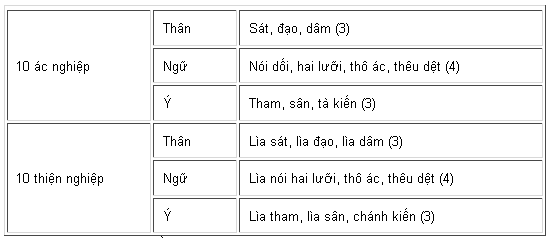 10 ác nghiệp
Thân
Sát, đạo, dâm (3)
Ngữ
Nói dối, hai lưỡi, thô ác, thêu dệt (4)
Ý
Tham, sân, tà kiến (3)
10 thiện nghiệp
Thân
Lìa sát, lìa đạo, lìa dâm (3)
Ngữ
Lìa nói hai lưỡi, thô ác, thêu dệt (4)
Ý
Lìa tham, lìa sân, chánh kiến (3)